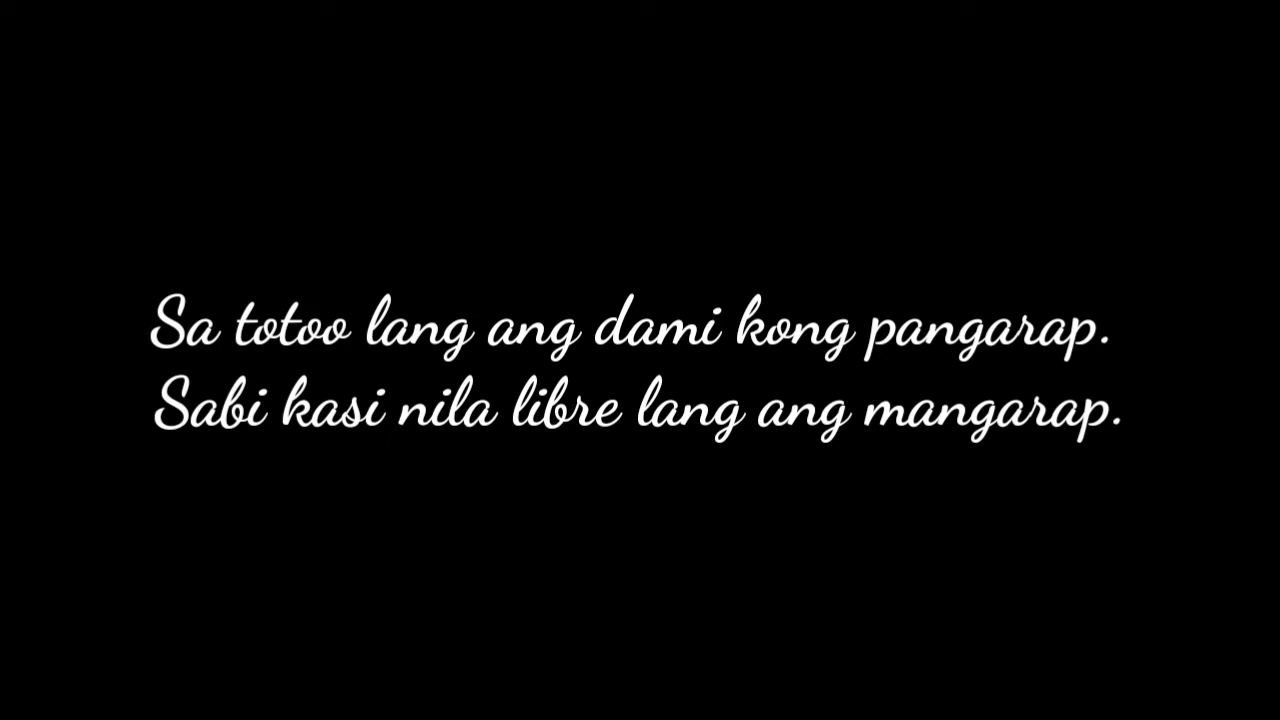 Sa totoo lang ang dami kong pangarap.
Sabi kasi nila libre lang ang mangarap.